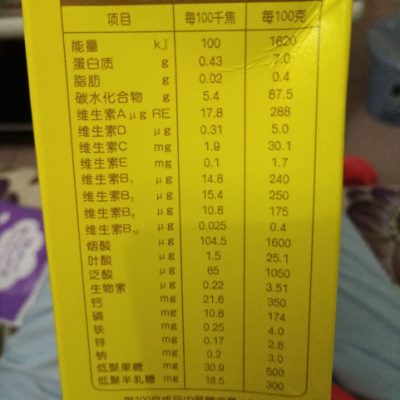 项目 每100千焦 每100克
能量 kJ 100 1620
蛋白质 g 0.43 7.0
脂肪 g 0.02 0.4
碳水化合物 g 5.4 87.5
维生素A μg RE 17.8 288
维生素D μg 0.31 5.0
维生素C mg 1.9 30.1
维生素E mg 0.1 1.7
维生素B₁ μg 14.8 240
维生素B₂ μg 15.4 250
维生素B₆ μg 10.8 175
维生素B₁₂ μg 0.025 0.4
烟酸 μg 104.5 1600
叶酸 μg 1.5 25.1
泛酸 μg 65 1050
生物素 μg 0.22 3.51
钙 mg 21.6 350
磷 mg 10.8 174
铁 mg 0.25 4.0
锌 mg 0.17 2.8
钠 mg 0.2 3.0
低聚果糖 mg 30.9 500
低聚半乳糖 mg 18.5 300